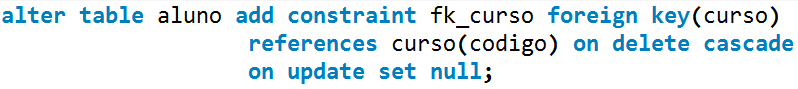 alter table aluno add constraint fk_curso foreign key(curso)
references curso(codigo) on delete cascade
on update set null;